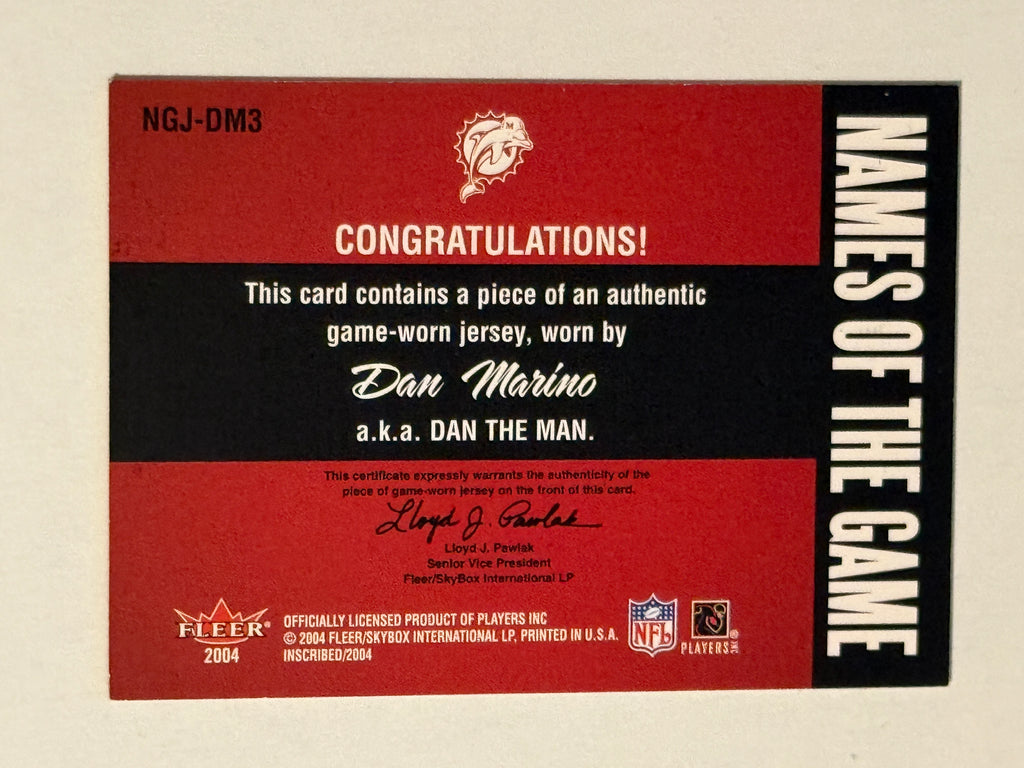 NGJ-DM3
CONGRATULATIONS!
This card contains a piece of an authentic
game-worn jersey, worn by
Dan Marino
a.k.a. DAN THE MAN.
This certificate expressly warrants the authenticity of the
piece of game-worn jersey on the front of this card.
Lloyd J. Pawlak
Lloyd J. Pawlak
Senior Vice President
Fleer/SkyBox International LP
FLEER®
2004
OFFICIALLY LICENSED PRODUCT OF PLAYERS INC
© 2004 FLEER/SKYBOX INTERNATIONAL LP, PRINTED IN U.S.A.
INSCRIBED/2004
NFL
PLAYERS INC ®
NAMES OF THE GAME